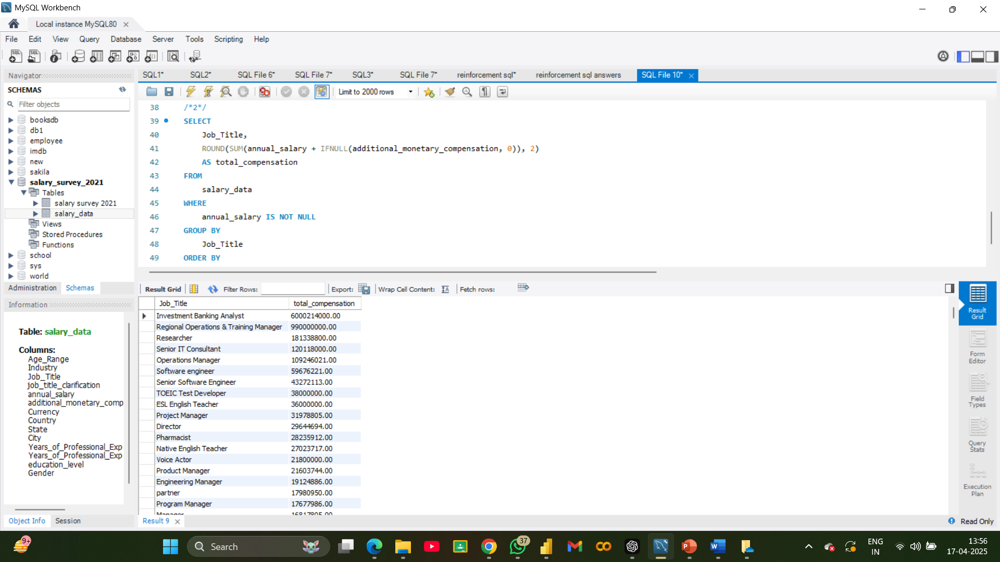 MySQL Workbench
Local instance MySQL80
File Edit View Query Database Server Tools Scripting Help
Navigator
SCHEMAS
Filter objects
booksdb
db1
employee
imdb
new
sakila
salary_survey_2021
Tables
salary survey 2021
salary_data
Views
Stored Procedures
Functions
school
sys
world
Administration Schemas
Information
Table: salary_data
Columns:
Age_Range
Industry
Job_Title
job_title_clarification
annual_salary
additional_monetary_comp
Currency
Country
State
City
Years_of_Professional_Exp
Years_of_Professional_Exp
education_level
Gender
Object Info Session
SQL1* SQL2* SQL File 6* SQL File 7* SQL3* SQL File 7* reinforcement sql* reinforcement sql answers SQL File 10*
Limit to 2000 rows
38 /*2*/
39 SELECT
40 Job_Title,
41 ROUND(SUM(annual_salary + IFNULL(additional_monetary_compensation, 0)), 2)
42 AS total_compensation
43 FROM
44 salary_data
45 WHERE
46 annual_salary IS NOT NULL
47 GROUP BY
48 Job_Title
49 ORDER BY
Result Grid Filter Rows: Export: Wrap Cell Content: Fetch rows:
Job_Title total_compensation
Investment Banking Analyst 6000214000.00
Regional Operations & Training Manager 990000000.00
Researcher 181338800.00
Senior IT Consultant 120118000.00
Operations Manager 109246021.00
Software engineer 59676221.00
Senior Software Engineer 43272113.00
TOEIC Test Developer 38000000.00
ESL English Teacher 36000000.00
Project Manager 31978805.00
Director 29644694.00
Pharmacist 28235912.00
Native English Teacher 27023717.00
Voice Actor 21800000.00
Product Manager 21603744.00
Engineering Manager 19124886.00
partner 17980950.00
Program Manager 17677986.00
Manager 16817805.00
Result 9
Result
Grid
Form
Editor
Field
Types
Query
Stats
Execution
Plan
Read Only
9+
Search
37
ENG
IN
13:56
17-04-2025